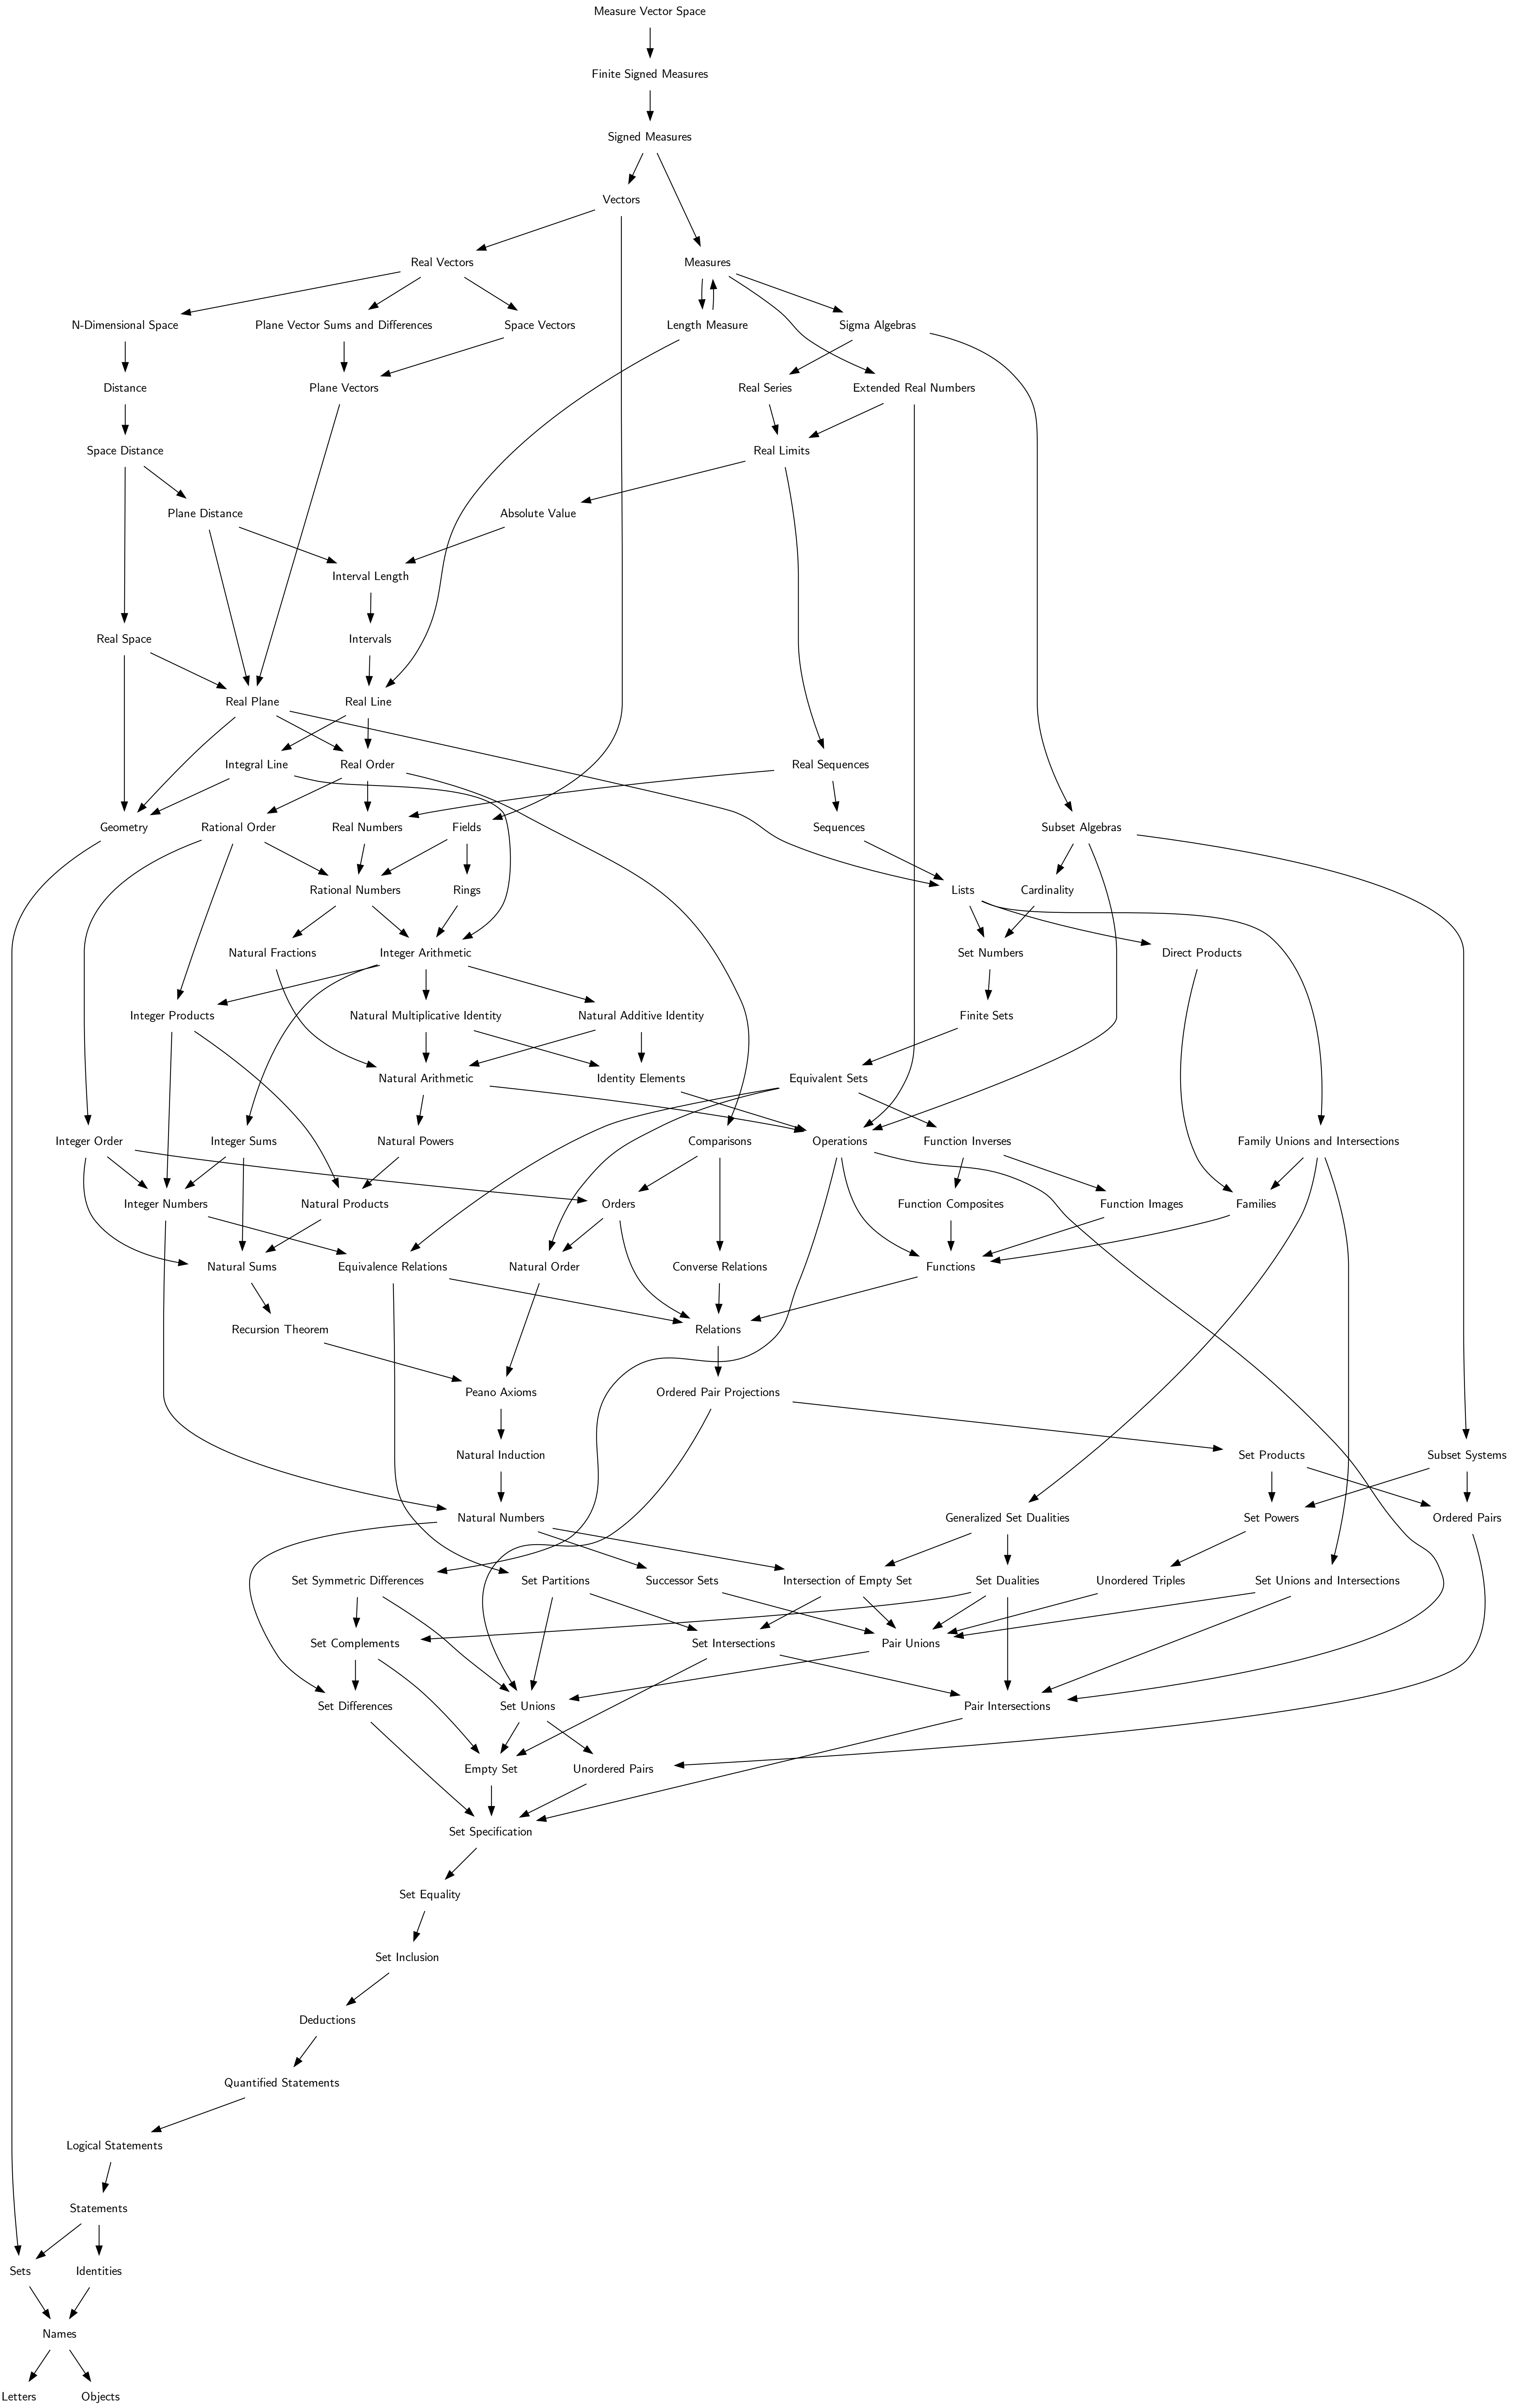 Measure Vector Space
Finite Signed Measures
Signed Measures
Vectors
Real Vectors
Measures
N-Dimensional Space
Plane Vector Sums and Differences
Space Vectors
Length Measure
Sigma Algebras
Distance
Plane Vectors
Real Series
Extended Real Numbers
Space Distance
Real Limits
Plane Distance
Absolute Value
Interval Length
Real Space
Intervals
Real Plane
Real Line
Integral Line
Real Order
Real Sequences
Geometry
Rational Order
Real Numbers
Fields
Sequences
Subset Algebras
Rational Numbers
Rings
Lists
Cardinality
Natural Fractions
Integer Arithmetic
Set Numbers
Direct Products
Integer Products
Natural Multiplicative Identity
Natural Additive Identity
Finite Sets
Natural Arithmetic
Identity Elements
Equivalent Sets
Integer Order
Integer Sums
Natural Powers
Comparisons
Operations
Function Inverses
Family Unions and Intersections
Integer Numbers
Natural Products
Orders
Function Composites
Function Images
Families
Natural Sums
Equivalence Relations
Natural Order
Converse Relations
Functions
Recursion Theorem
Relations
Peano Axioms
Ordered Pair Projections
Natural Induction
Set Products
Subset Systems
Natural Numbers
Generalized Set Dualities
Set Powers
Ordered Pairs
Set Symmetric Differences
Set Partitions
Successor Sets
Intersection of Empty Set
Set Dualities
Unordered Triples
Set Unions and Intersections
Set Complements
Set Intersections
Pair Unions
Set Differences
Set Unions
Pair Intersections
Empty Set
Unordered Pairs
Set Specification
Set Equality
Set Inclusion
Deductions
Quantified Statements
Logical Statements
Statements
Sets
Identities
Names
Letters
Objects